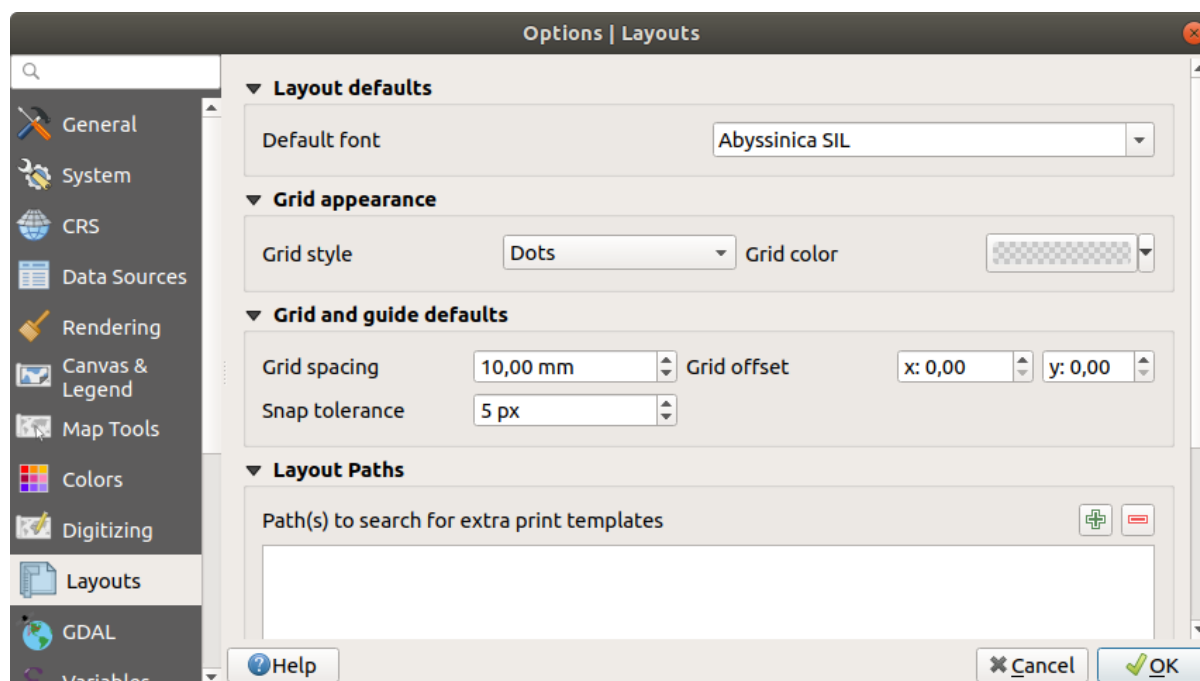 Options | Layouts
General
System
CRS
Data Sources
Rendering
Canvas &
Legend
Map Tools
Colors
Digitizing
Layouts
GDAL
Variables
Layout defaults
Default font Abyssinica SIL
Grid appearance
Grid style Dots Grid color
Grid and guide defaults
Grid spacing 10,00 mm Grid offset x: 0,00 y: 0,00
Snap tolerance 5 px
Layout Paths
Path(s) to search for extra print templates
Help Cancel OK